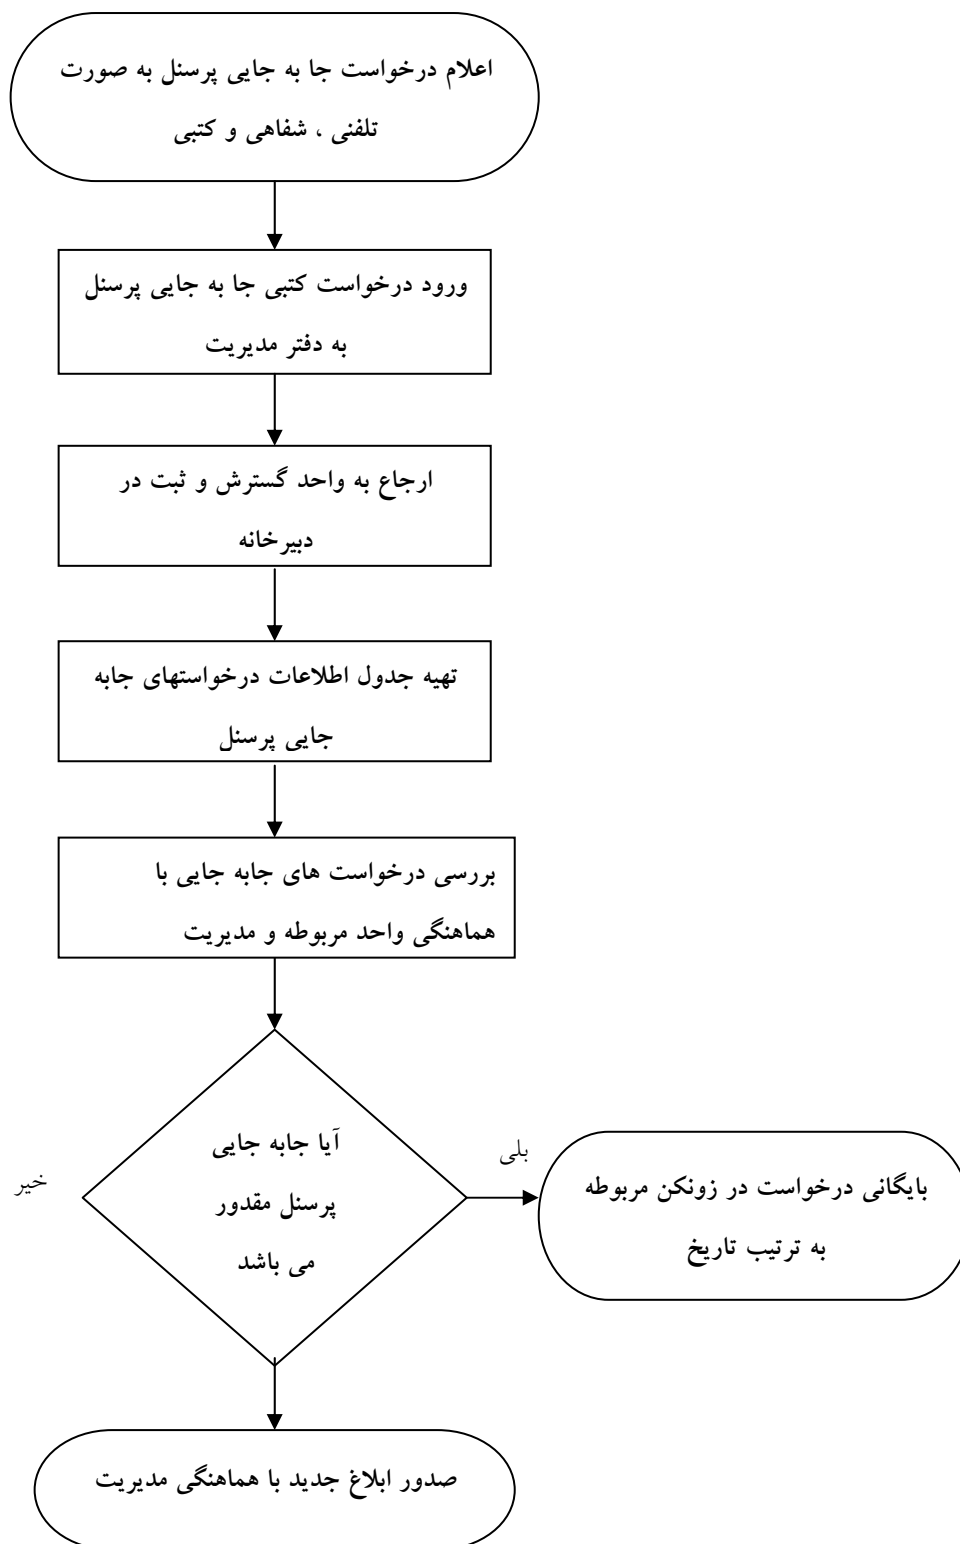 اعلام درخواست جا به جایی پرسنل به صورت
تلفنی ، شفاهی و کتبی
ورود درخواست کتبی جا به جایی پرسنل
به دفتر مدیریت
ارجاع به واحد گسترش و ثبت در
دبیرخانه
تهیه جدول اطلاعات درخواستهای جابه
جایی پرسنل
بررسی درخواست های جابه جایی با
هماهنگی واحد مربوطه و مدیریت
آیا جابه جایی
پرسنل مقدور
می باشد
بلی
خیر
بایگانی درخواست در زونکن مربوطه
به ترتیب تاریخ
صدور ابلاغ جدید با هماهنگی مدیریت